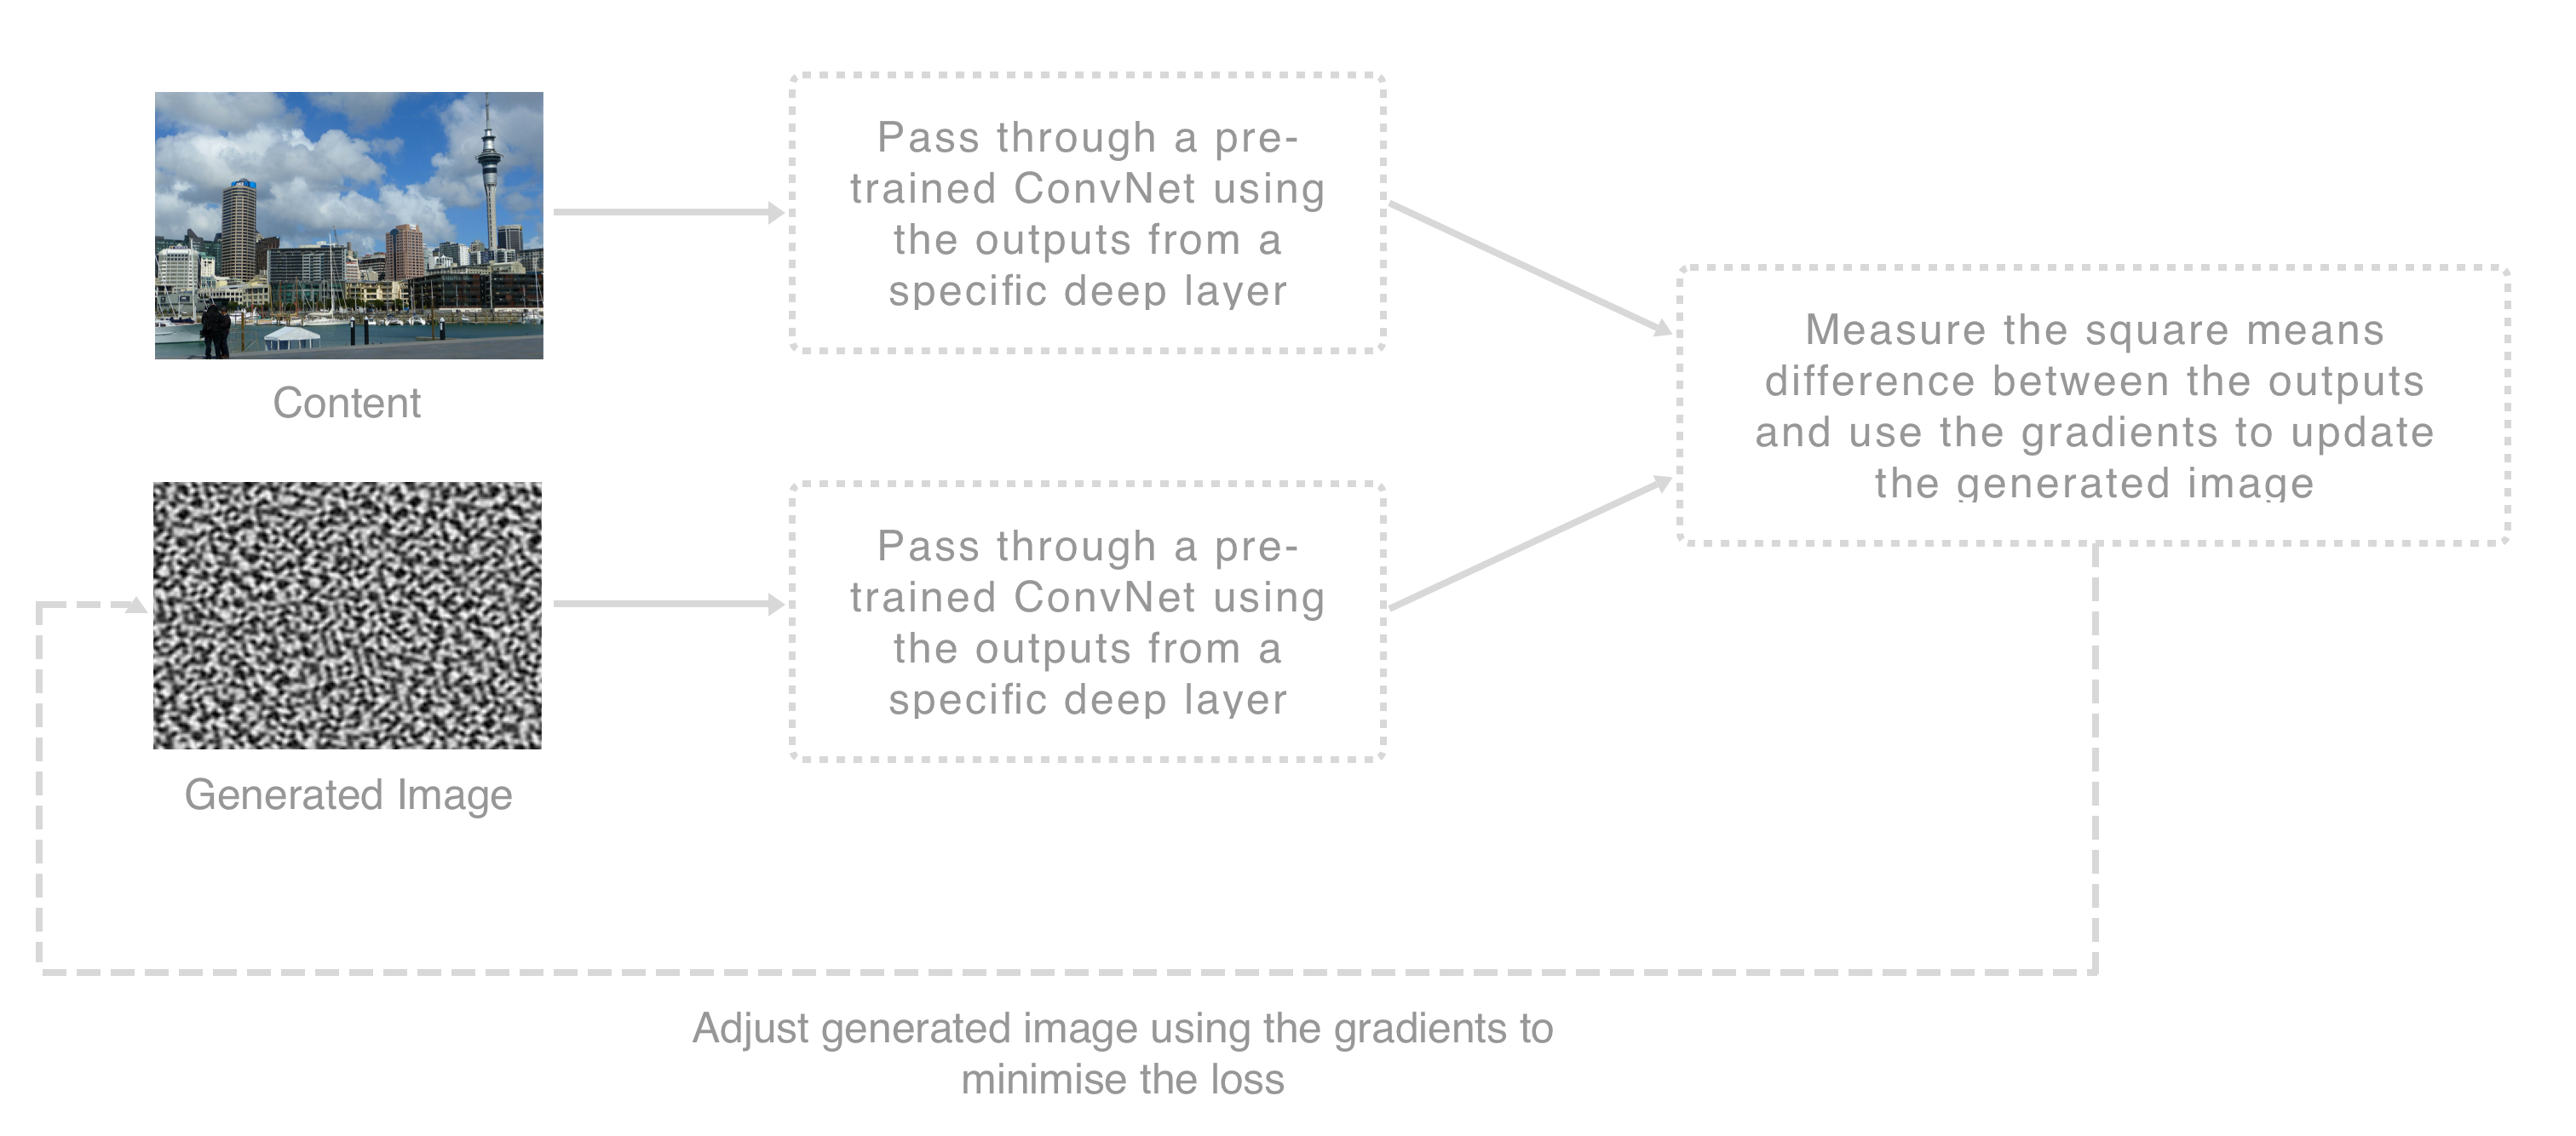 Pass through a pre-
trained ConvNet using
the outputs from a
specific deep layer
Content
Measure the square means
difference between the outputs
and use the gradients to update
the generated image
Pass through a pre-
trained ConvNet using
the outputs from a
specific deep layer
Generated Image
Adjust generated image using the gradients to
minimise the loss